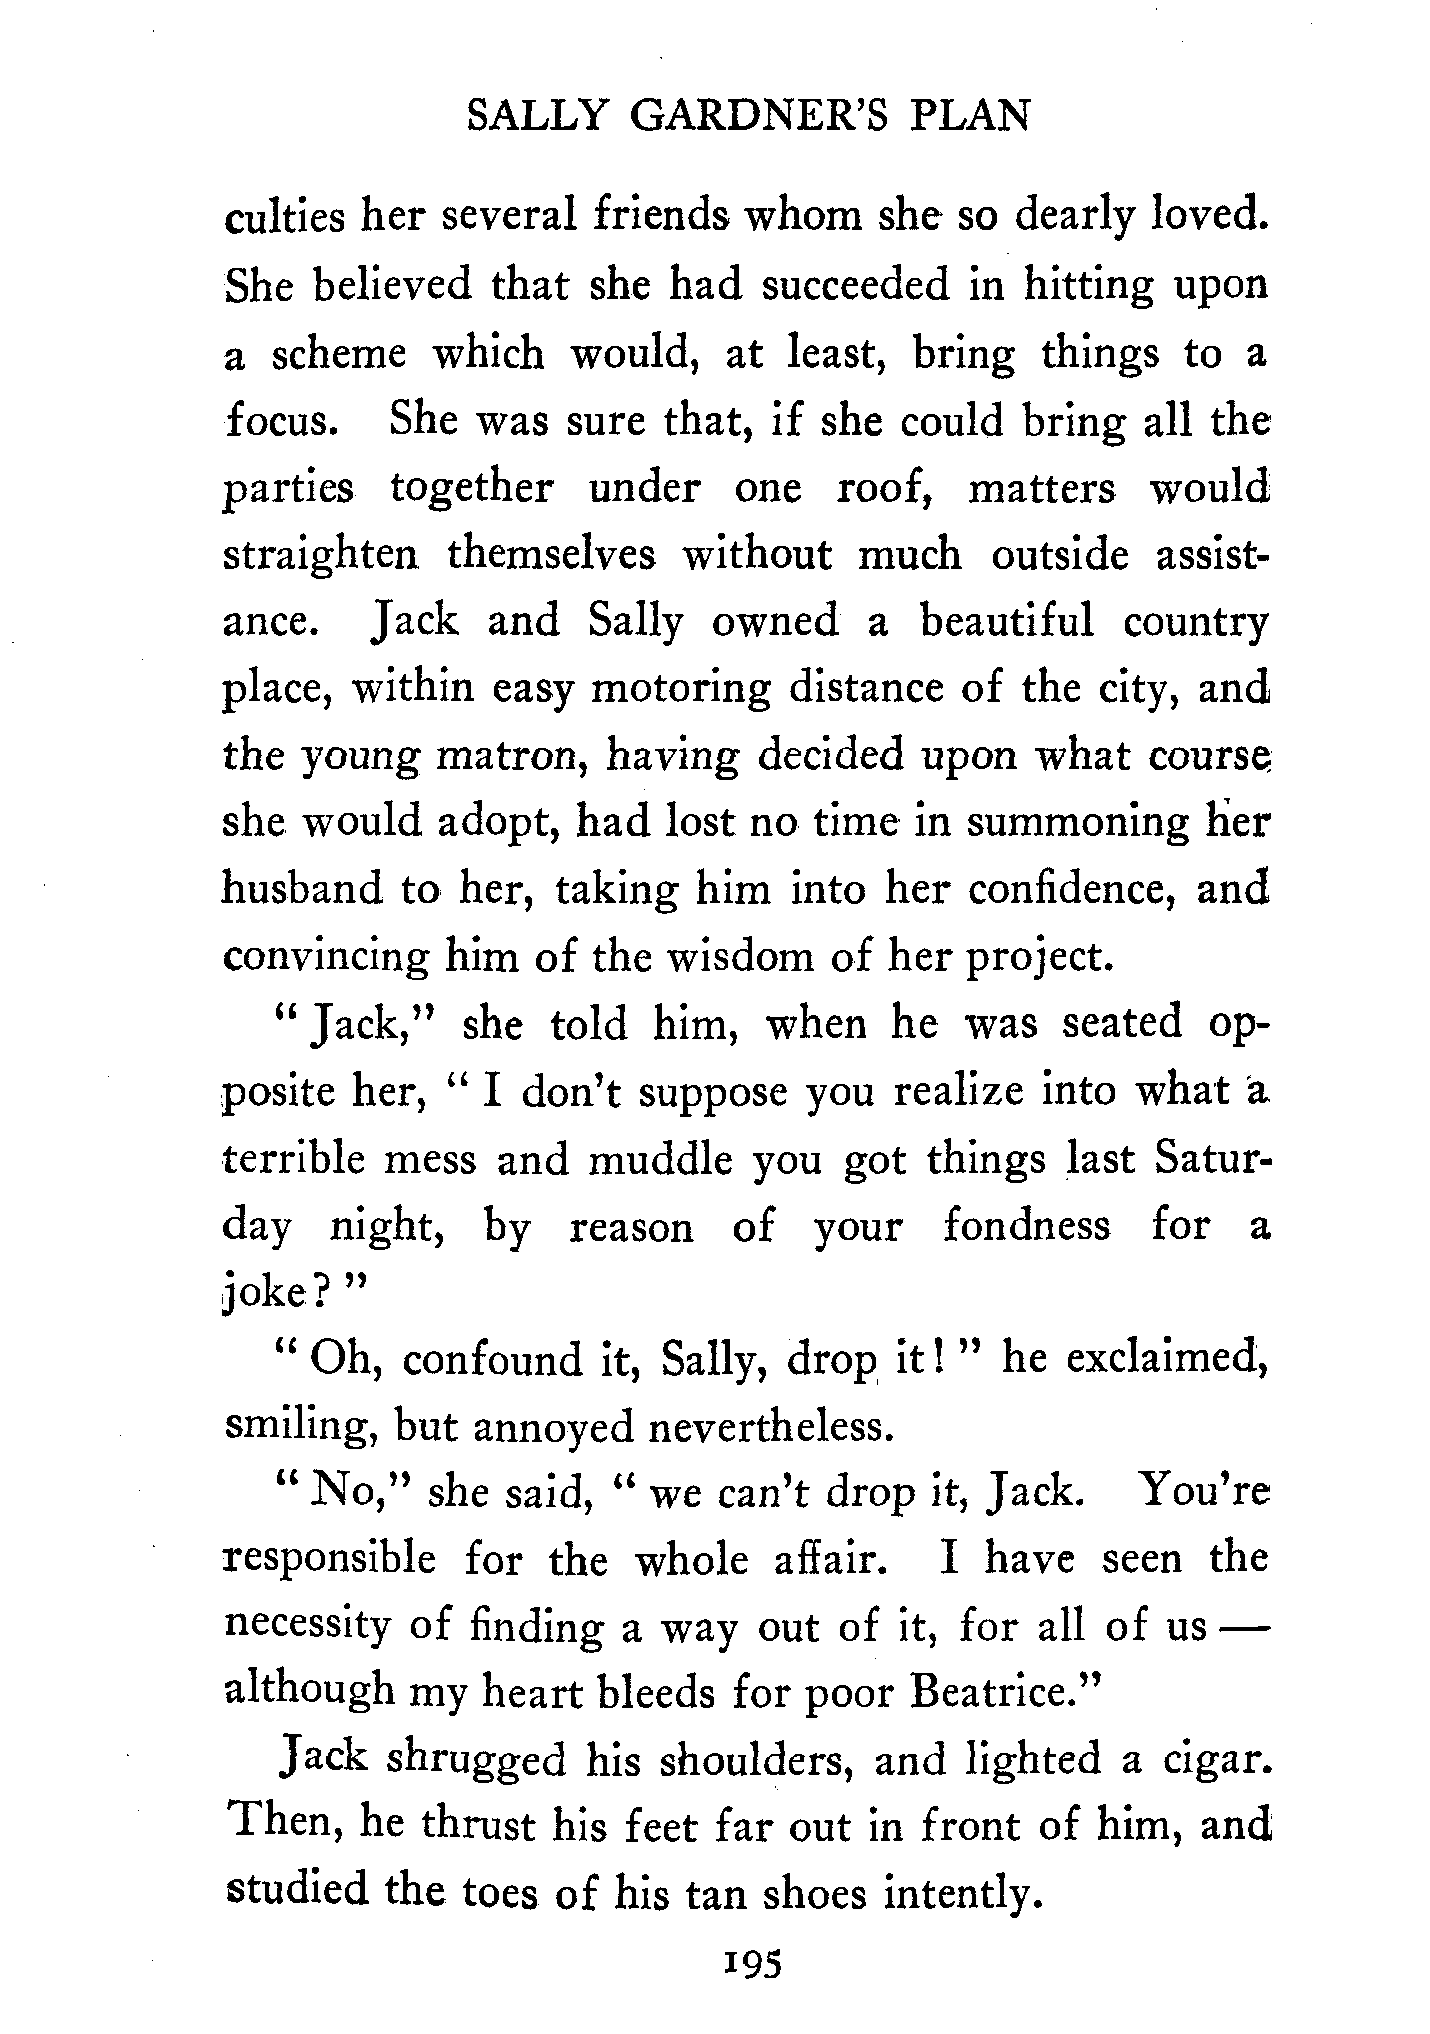 SALLY GARDNER'S PLAN
culties her several friends whom she so dearly loved.
She believed that she had succeeded in hitting upon
a scheme which would, at least, bring things to a
focus. She was sure that, if she could bring all the
parties together under one roof, matters would
straighten themselves without much outside assist-
ance. Jack and Sally owned a beautiful country
place, within easy motoring distance of the city, and
the young matron, having decided upon what course
she would adopt, had lost no time in summoning her
husband to her, taking him into her confidence, and
convincing him of the wisdom of her project.
" Jack," she told him, when he was seated op-
posite her, " I don't suppose you realize into what a
terrible mess and muddle you got things last Satur-
day night, by reason of your fondness for a
joke? "
" Oh, confound it, Sally, drop it! " he exclaimed,
smiling, but annoyed nevertheless.
" No," she said, " we can't drop it, Jack. You're
responsible for the whole affair. I have seen the
necessity of finding a way out of it, for all of us —
although my heart bleeds for poor Beatrice."
Jack shrugged his shoulders, and lighted a cigar.
Then, he thrust his feet far out in front of him, and
studied the toes of his tan shoes intently.
195